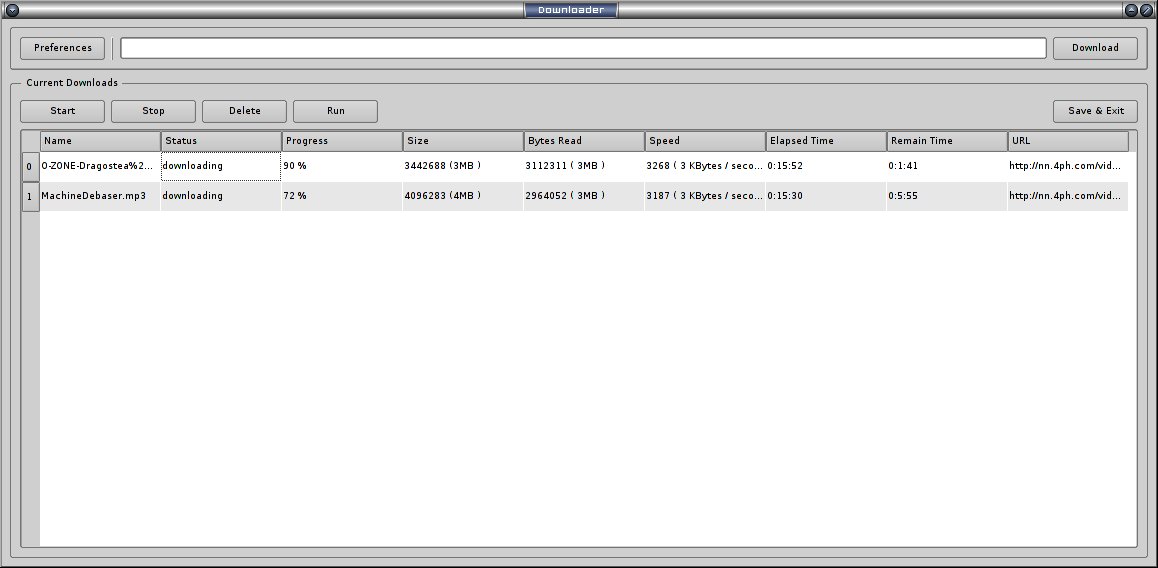 Downloader
Preferences Download
Current Downloads
Start Stop Delete Run Save & Exit
Name Status Progress Size Bytes Read Speed Elapsed Time Remain Time URL
0 O-ZONE-Dragostea%2... downloading 90 % 3442688 (3MB ) 3112311 ( 3MB ) 3268 ( 3 KBytes / seco... 0:15:52 0:1:41 http://nn.4ph.com/vid...
1 MachineDebaser.mp3 downloading 72 % 4096283 (4MB ) 2964052 ( 3MB ) 3187 ( 3 KBytes / seco... 0:15:30 0:5:55 http://nn.4ph.com/vid...